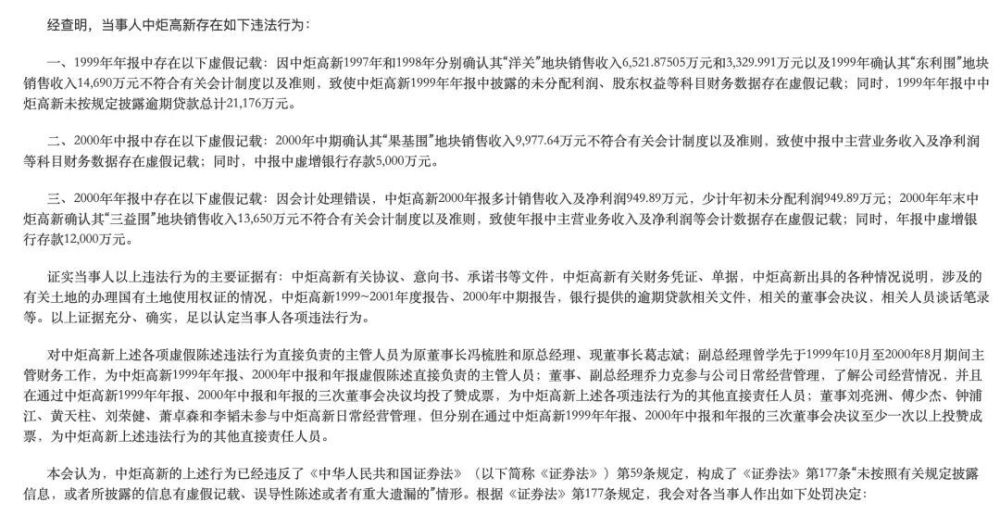 经查明，当事人中炬高新存在如下违法行为：
一、1999年年报中存在以下虚假记载：因中炬高新1997年和1998年分别确认其“洋关”地块销售收入6,521.87505万元和3,329.991万元以及1999年确认其“东利围”地块
销售收入14,690万元不符合有关会计制度以及准则，致使中炬高新1999年年报中披露的未分配利润、股东权益等科目财务数据存在虚假记载；同时，1999年年报中中
炬高新未按规定披露逾期贷款总计21,176万元。
二、2000年中报中存在以下虚假记载：2000年中期确认其“果基围”地块销售收入9,977.64万元不符合有关会计制度以及准则，致使中报中主营业务收入及净利润
等科目财务数据存在虚假记载；同时，中报中虚增银行存款5,000万元。
三、2000年年报中存在以下虚假记载：因会计处理错误，中炬高新2000年报多计销售收入及净利润949.89万元，少计年初未分配利润949.89万元；2000年年末中
炬高新确认其“三益围”地块销售收入13,650万元不符合有关会计制度以及准则，致使年报中主营业务收入及净利润等会计数据存在虚假记载；同时，年报中虚增银
行存款12,000万元。
证实当事人以上违法行为的主要证据有：中炬高新有关协议、意向书、承诺书等文件，中炬高新有关财务凭证、单据，中炬高新出具的各种情况说明，涉及的
有关土地的办理国有土地使用权证的情况，中炬高新1999~2001年度报告、2000年中期报告，银行提供的逾期贷款相关文件，相关的董事会决议，相关人员谈话笔录
等。以上证据充分、确实，足以认定当事人各项违法行为。
对中炬高新上述各项虚假陈述违法行为直接负责的主管人员为原董事长冯梳胜和原总经理、现董事长葛志斌；副总经理曾学先于1999年10月至2000年8月期间主
管财务工作，为中炬高新1999年年报、2000年中报和年报虚假陈述直接负责的主管人员；董事、副总经理乔力克参与公司日常经营管理，了解公司经营情况，并且
在通过中炬高新1999年年报、2000年中报和年报的三次董事会决议均投了赞成票，为中炬高新上述各项违法行为的其他直接责任人员；董事刘亮洲、傅少杰、钟浦
江、黄天柱、刘荣健、萧卓森和李韬未参与中炬高新日常经营管理，但分别在通过中炬高新1999年年报、2000年中报和年报的三次董事会决议至少一次以上投赞成
票，为中炬高新上述违法行为的其他直接责任人员。
本会认为，中炬高新的上述行为已经违反了《中华人民共和国证券法》（以下简称《证券法》）第59条规定，构成了《证券法》第177条“未按照有关规定披露
信息，或者所披露的信息有虚假记载、误导性陈述或者有重大遗漏的”情形。根据《证券法》第177条规定，我会对各当事人作出如下处罚决定：